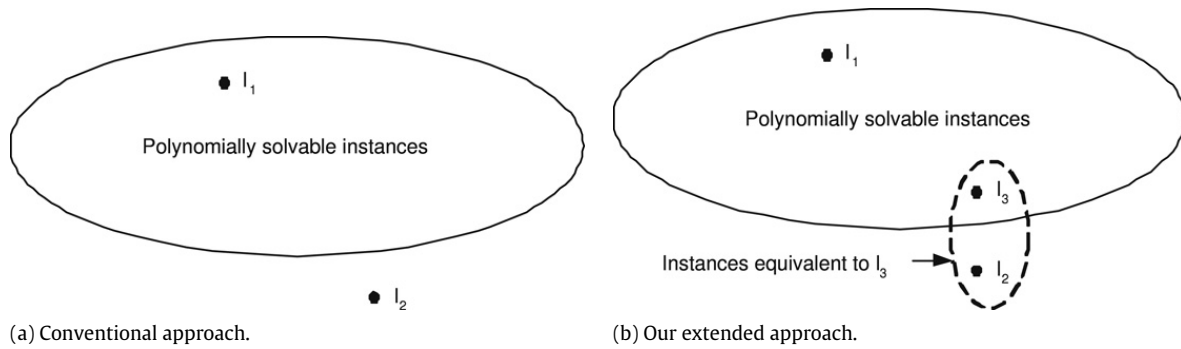 I₁
Polynomially solvable instances
I₂
(a) Conventional approach.
I₁
Polynomially solvable instances
I₃
Instances equivalent to I₃
I₂
(b) Our extended approach.